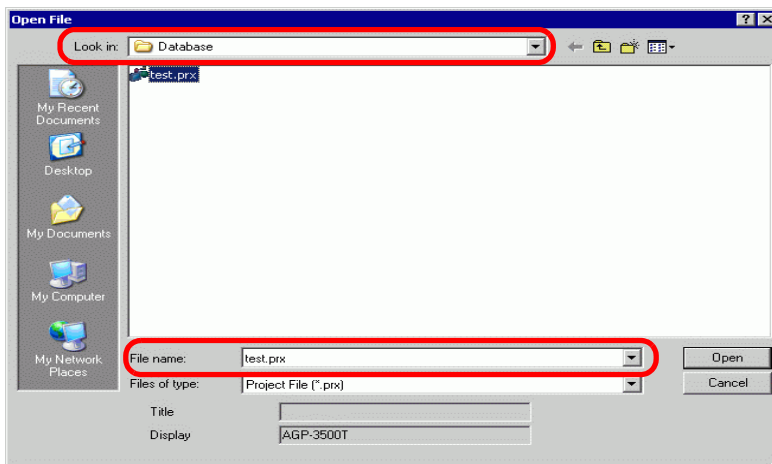 Open File
Look in: Database
test.prx
My Recent
Documents
Desktop
My Documents
My Computer
My Network
Places
File name: test.prx
Open
Files of type: Project File (*.prx)
Cancel
Title
Display AGP-3500T